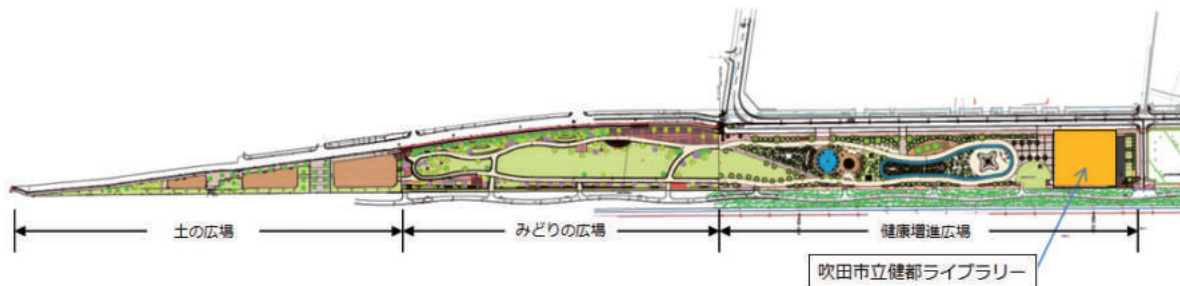 土の広場
みどりの広場
健康増進広場
吹田市立健都ライブラリー